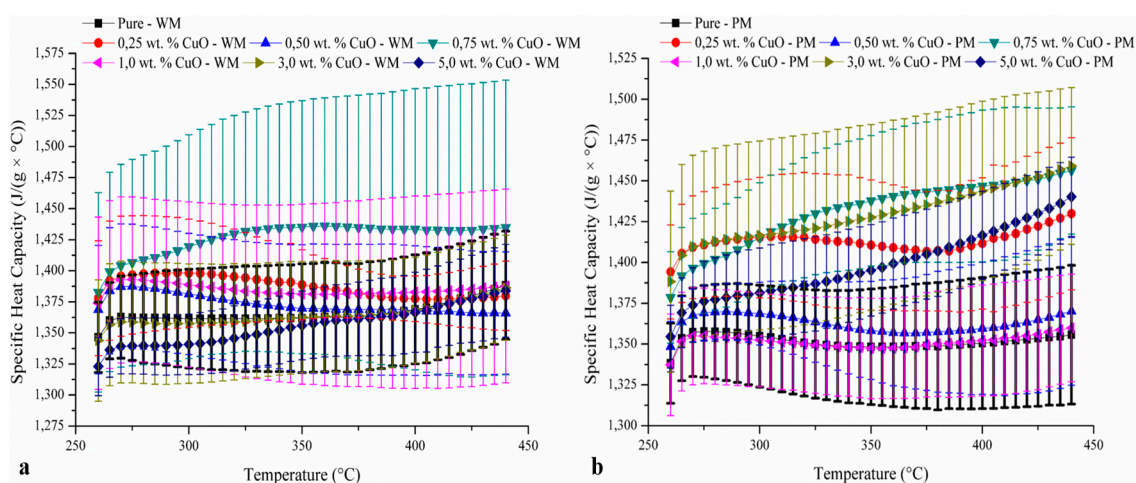 Pure - WM
0,25 wt. % CuO - WM 0,50 wt. % CuO - WM 0,75 wt. % CuO - WM
1,0 wt. % CuO - WM 3,0 wt. % CuO - WM 5,0 wt. % CuO - WM
Specific Heat Capacity (J/(g × °C))
1,600
1,575
1,550
1,525
1,500
1,475
1,450
1,425
1,400
1,375
1,350
1,325
1,300
1,275
250 300 350 400 450
Temperature (°C)
a
Pure - PM
0,25 wt. % CuO - PM 0,50 wt. % CuO - PM 0,75 wt. % CuO - PM
1,0 wt. % CuO - PM 3,0 wt. % CuO - PM 5,0 wt. % CuO - PM
Specific Heat Capacity (J/(g × °C))
1,550
1,525
1,500
1,475
1,450
1,425
1,400
1,375
1,350
1,325
1,300
250 300 350 400 450
Temperature (°C)
b